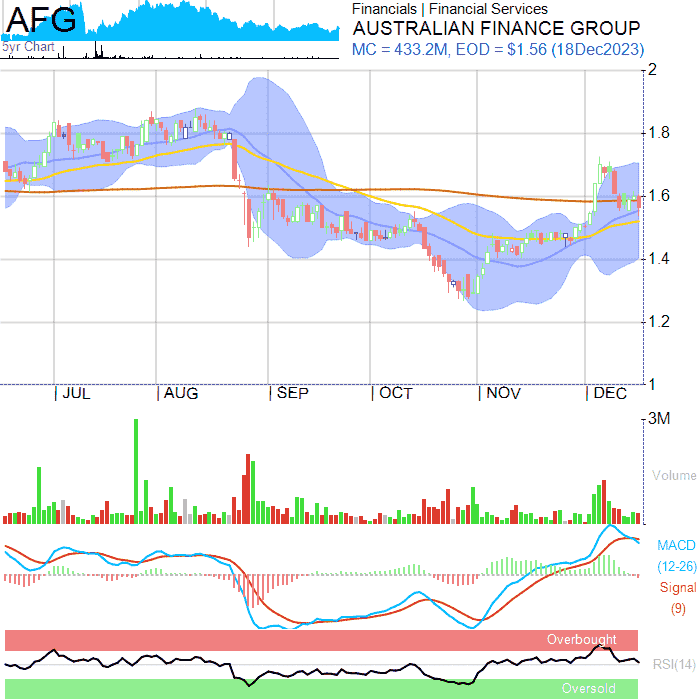 AFG
5yr Chart
Financials | Financial Services
AUSTRALIAN FINANCE GROUP
MC = 433.2M, EOD = $1.56 (18Dec2023)
2
1.8
1.6
1.4
1.2
1
JUL
AUG
SEP
OCT
NOV
DEC
3M
Volume
MACD
(12-26)
Signal
(9)
Overbought
RSI(14)
Oversold